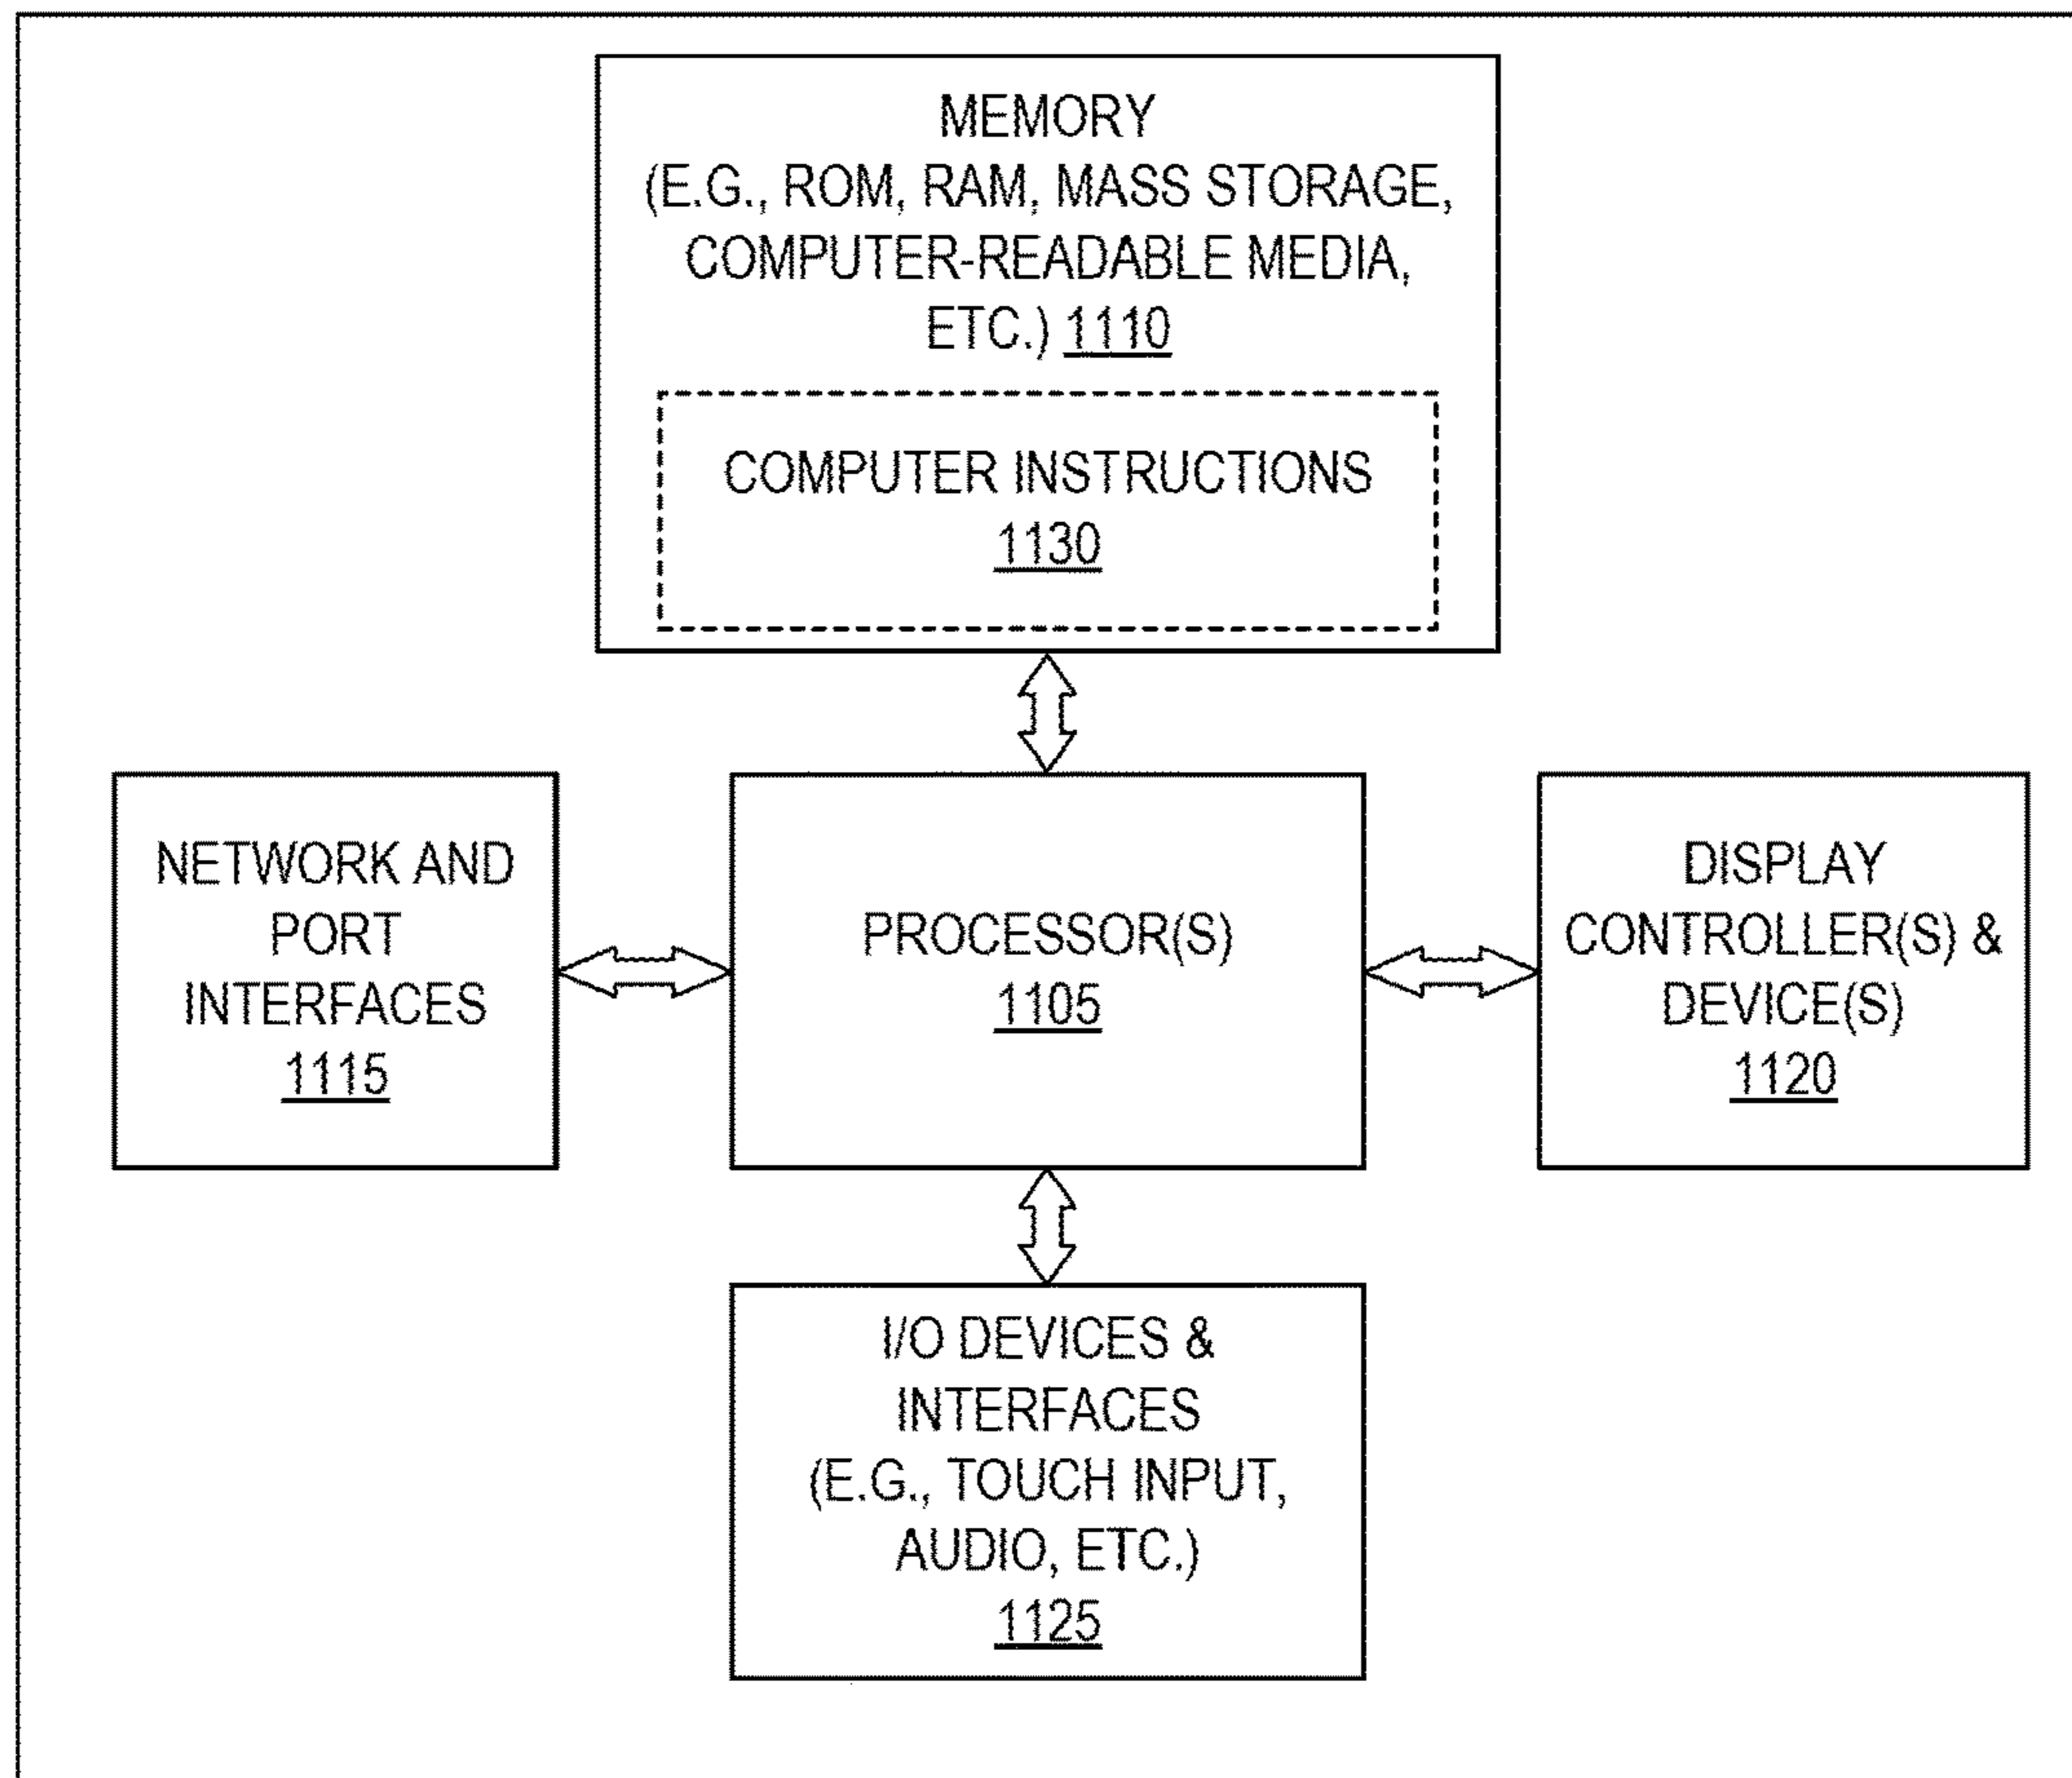 MEMORY
(E.G., ROM, RAM, MASS STORAGE,
COMPUTER-READABLE MEDIA,
ETC.) 1110
COMPUTER INSTRUCTIONS
1130
NETWORK AND
PORT
INTERFACES
1115
PROCESSOR(S)
1105
DISPLAY
CONTROLLER(S) &
DEVICE(S)
1120
I/O DEVICES &
INTERFACES
(E.G., TOUCH INPUT,
AUDIO, ETC.)
1125